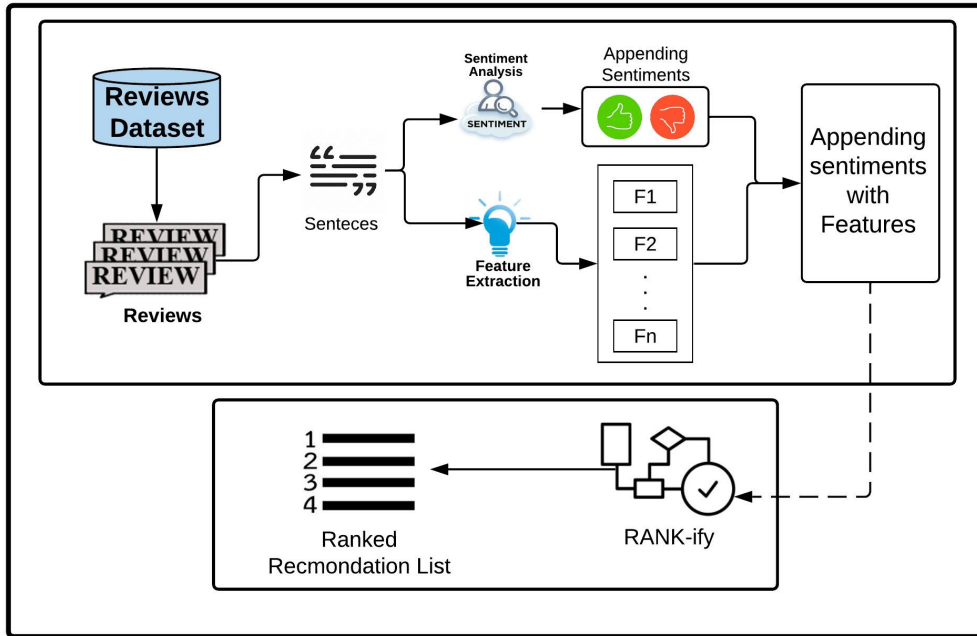 Reviews
Dataset
REVIEW
REVIEW
REVIEW
Reviews
Senteces
Sentiment
Analysis
SENTIMENT
Feature
Extraction
Appending
Sentiments
F1
F2
.
.
.
Fn
Appending
sentiments
with
Features
1
2
3
4
Ranked
Recmondation List
RANK-ify